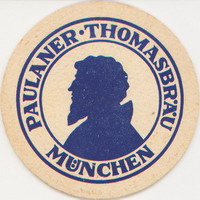 PAULANER · THOMASBRÄU
MÜNCHEN